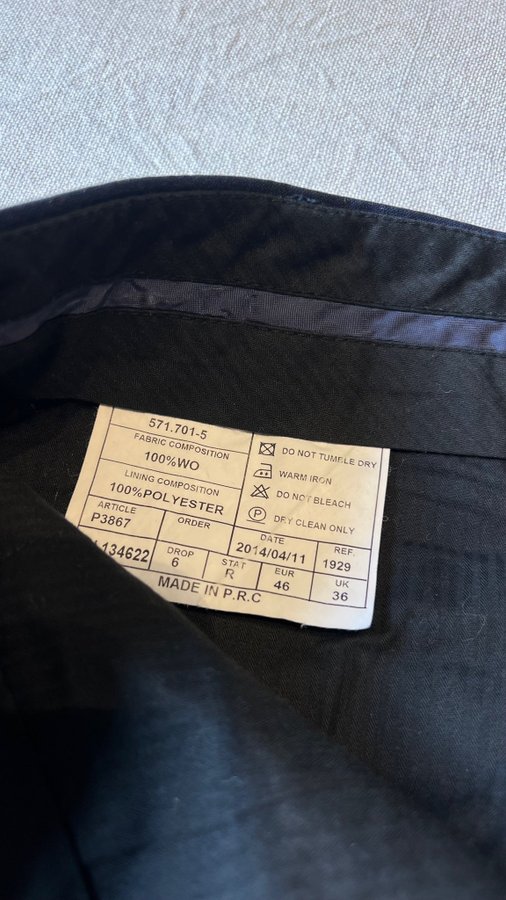 571.701-5
FABRIC COMPOSITION
100%WO
LINING COMPOSITION
100%POLYESTER
DO NOT TUMBLE DRY
WARM IRON
DO NOT BLEACH
P DRY CLEAN ONLY
ARTICLE
P3867
ORDER
DATE
2014/04/11
REF.
1929
134622
DROP
6
STAT
R
EUR
46
UK
36
MADE IN P.R.C